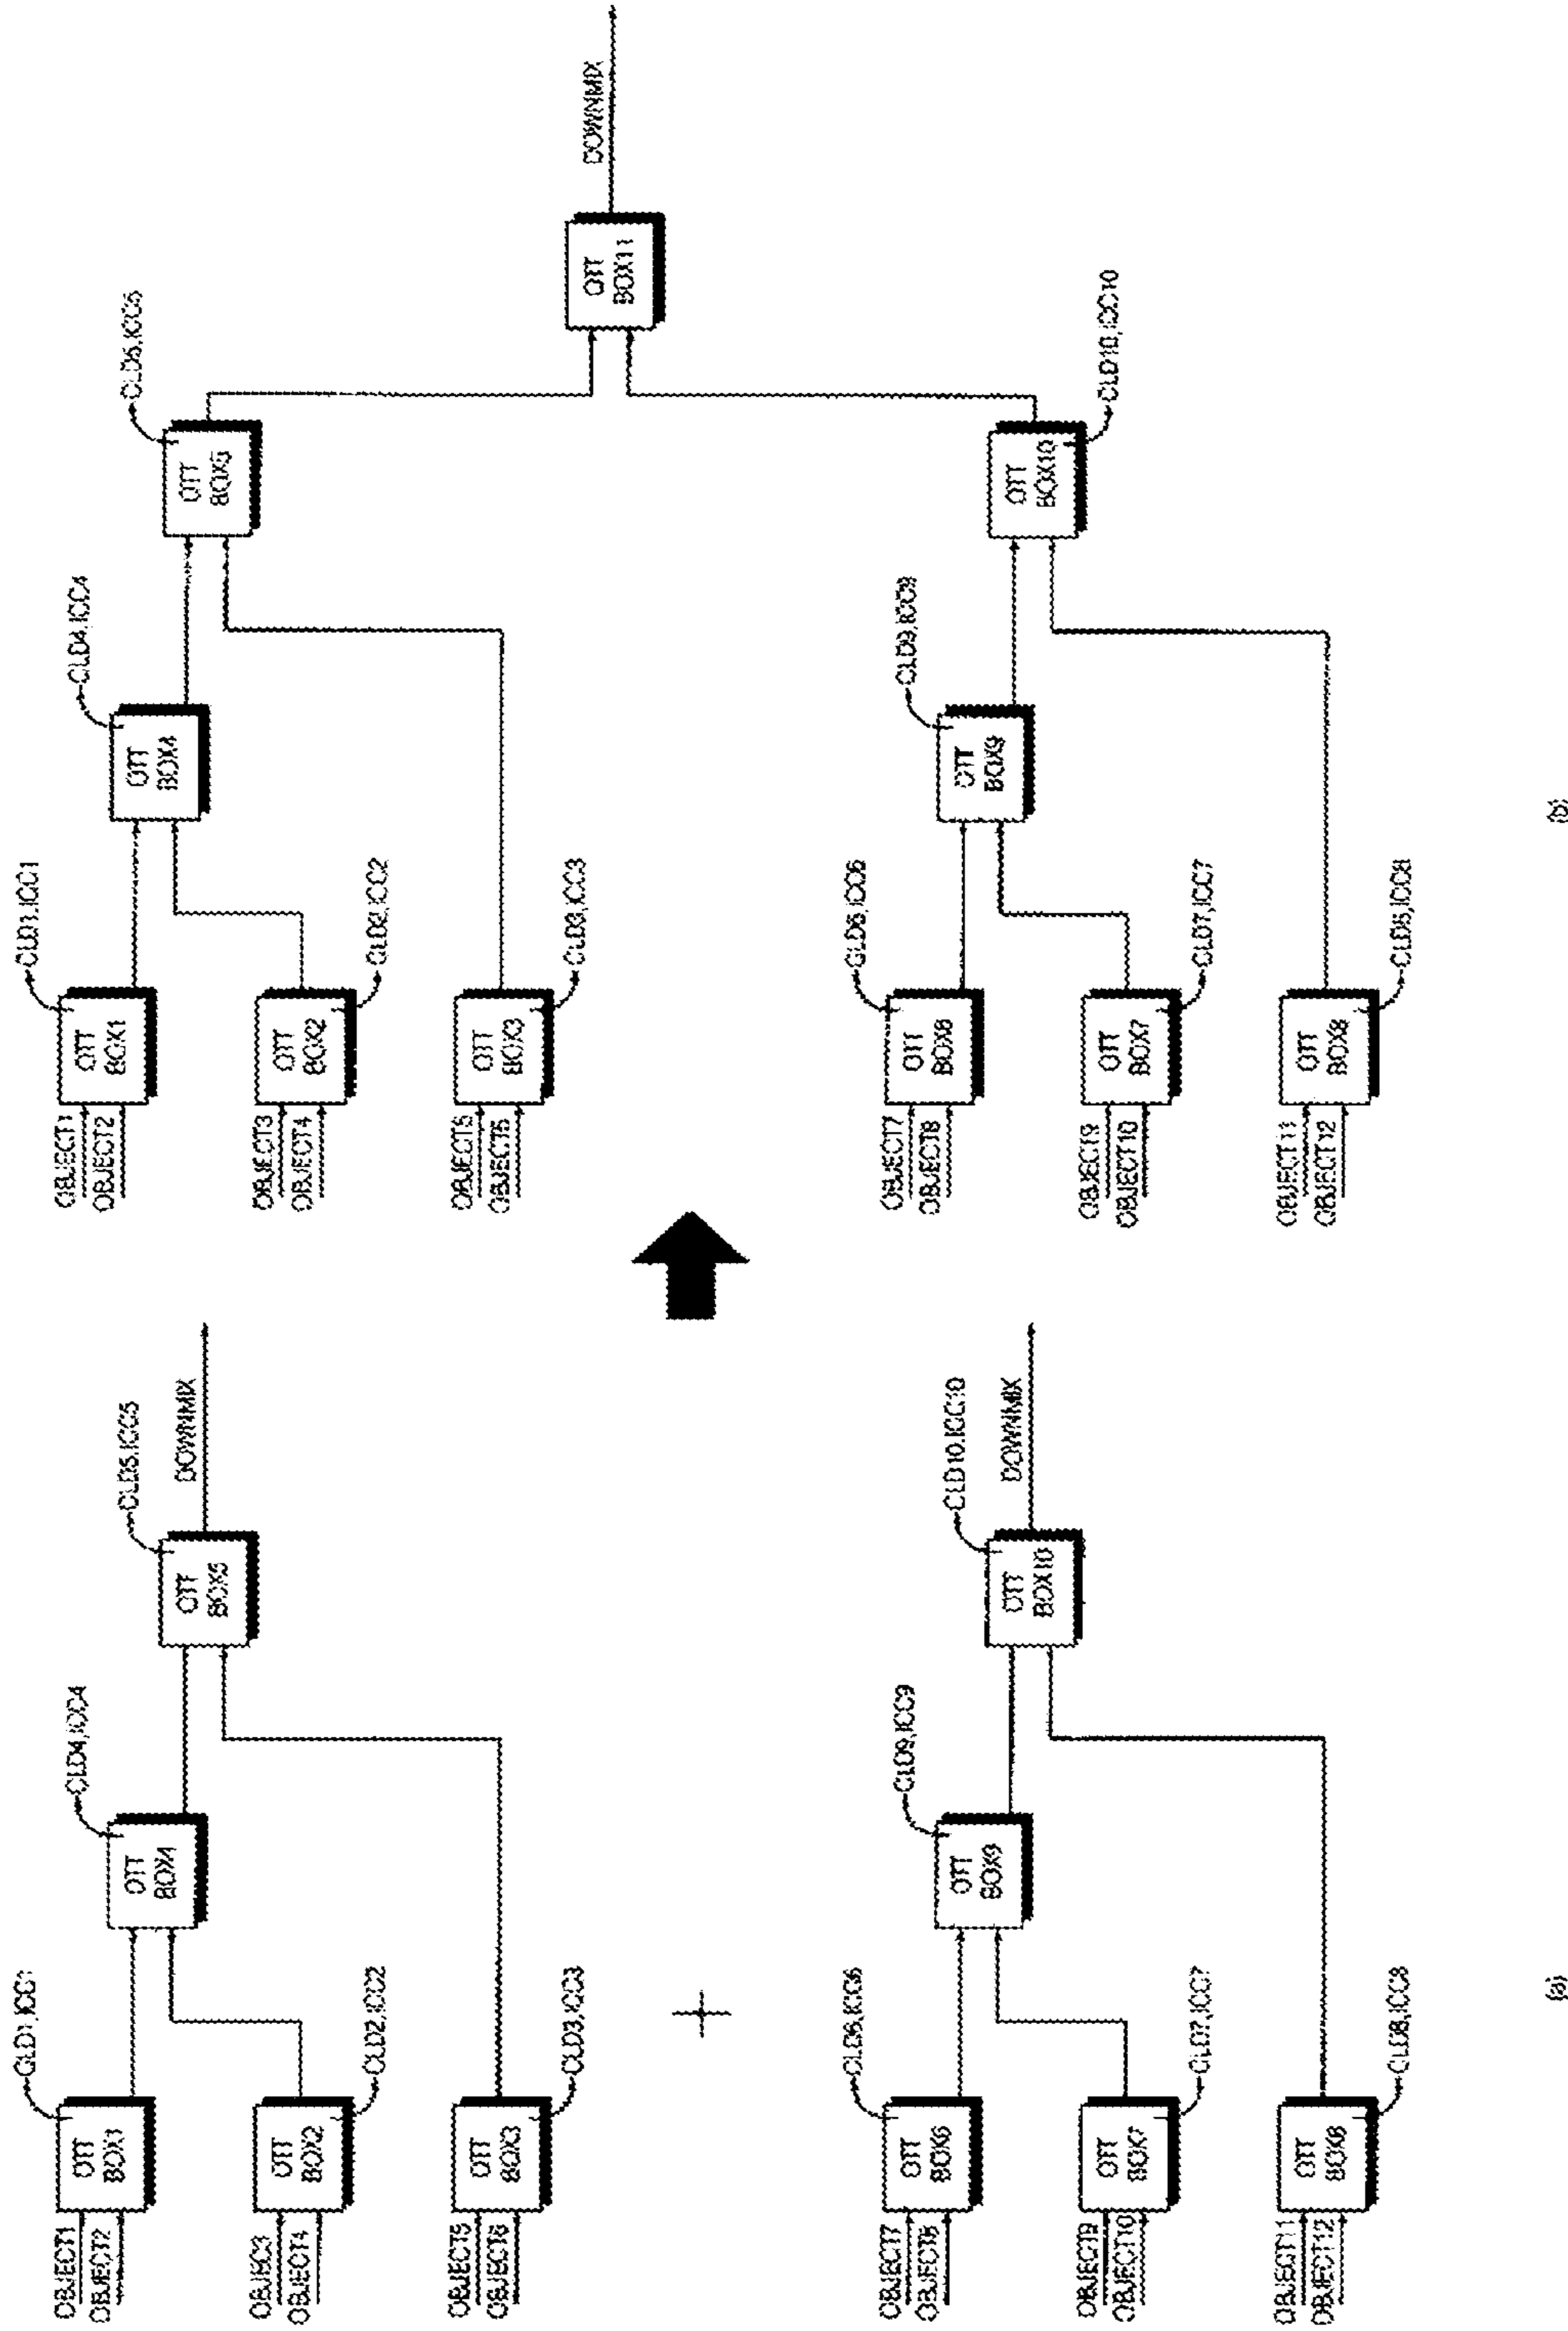 OBJECT1
OBJECT2
OTT
BOX1
CLD1,ICC1
OBJEC3
OBJECT4
OTT
BOX2
CLD2,ICC2
OBJECT5
OBJECT6
OTT
BOX3
CLD3,ICC3
OTT
BOX4
CLD4,ICC4
OTT
BOX5
CLD5,ICC5
DOWNMIX
OBJECT7
OBJECT8
OTT
BOX6
CLD6,ICC6
OBJECT9
OBJECT10
OTT
BOX7
CLD7,ICC7
OBJECT11
OBJECT12
OTT
BOX8
CLD8,ICC8
OTT
BOX9
CLD9,ICC9
OTT
BOX10
CLD10,ICC10
DOWNMIX
(a)
OBJECT1
OBJECT2
OTT
BOX1
CLD1,ICC1
OBJECT3
OBJECT4
OTT
BOX2
CLD2,ICC2
OBJECT5
OBJECT6
OTT
BOX3
CLD3,ICC3
OTT
BOX4
CLD4,ICC4
OTT
BOX5
CLD5,ICC5
OBJECT7
OBJECT8
OTT
BOX6
CLD6,ICC6
OBJECT9
OBJECT10
OTT
BOX7
CLD7,ICC7
OBJECT11
OBJECT12
OTT
BOX8
CLD8,ICC8
OTT
BOX9
CLD9,ICC9
OTT
BOX10
CLD10,ICC10
OTT
BOX11
DOWNMIX
(b)